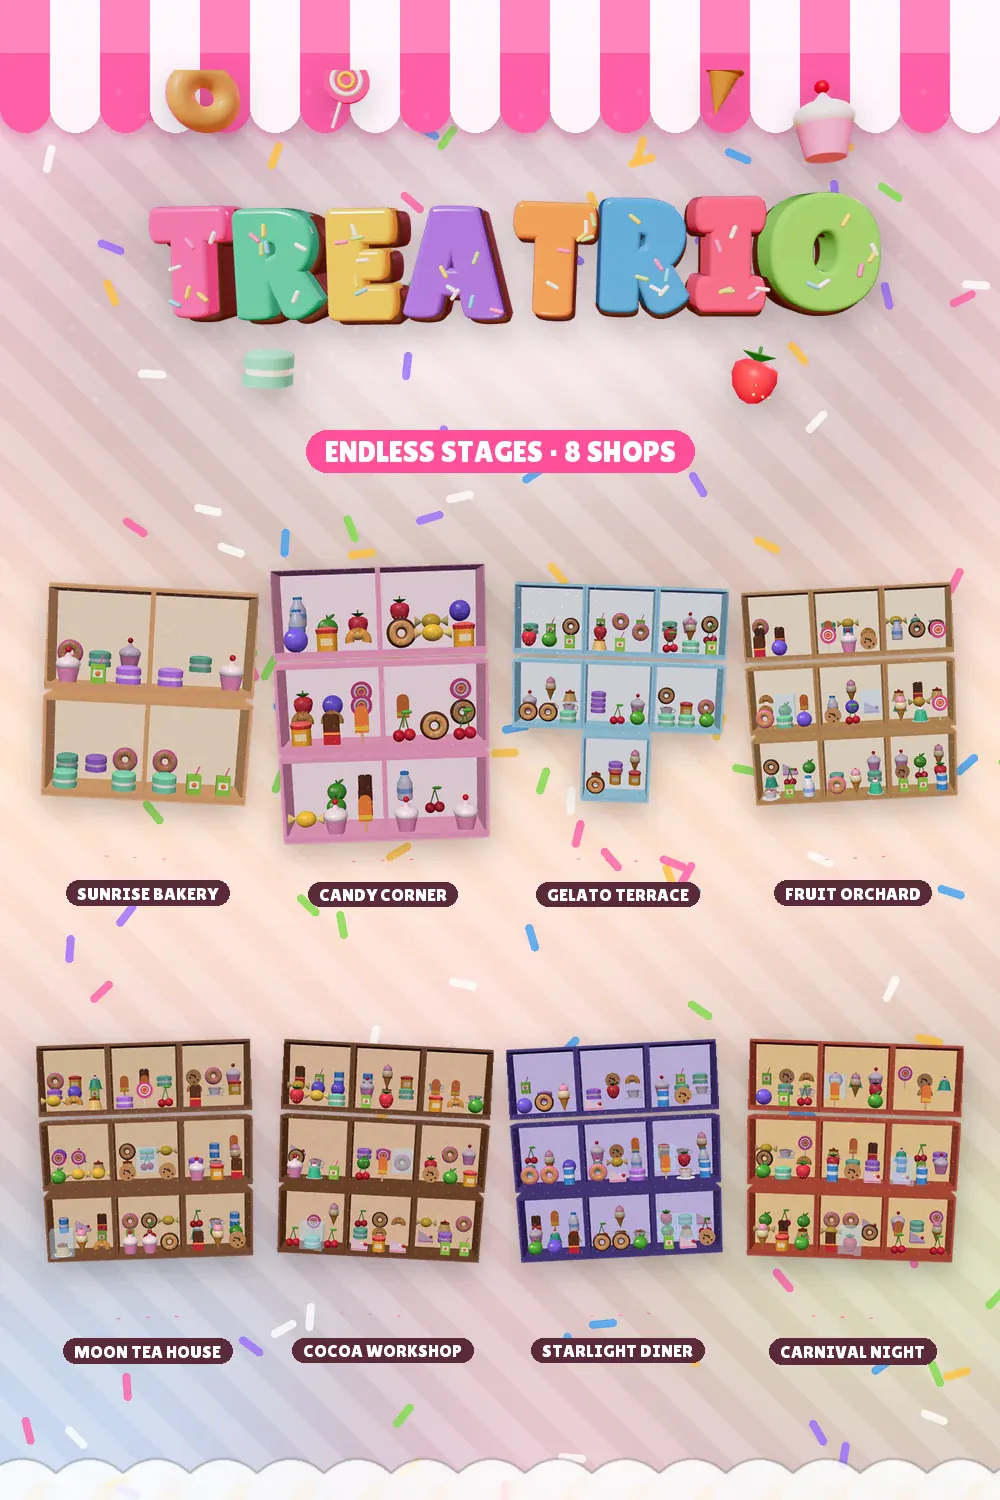 TREATRIO
ENDLESS STAGES · 8 SHOPS
SUNRISE BAKERY
CANDY CORNER
GELATO TERRACE
FRUIT ORCHARD
MOON TEA HOUSE
COCOA WORKSHOP
STARLIGHT DINER
CARNIVAL NIGHT